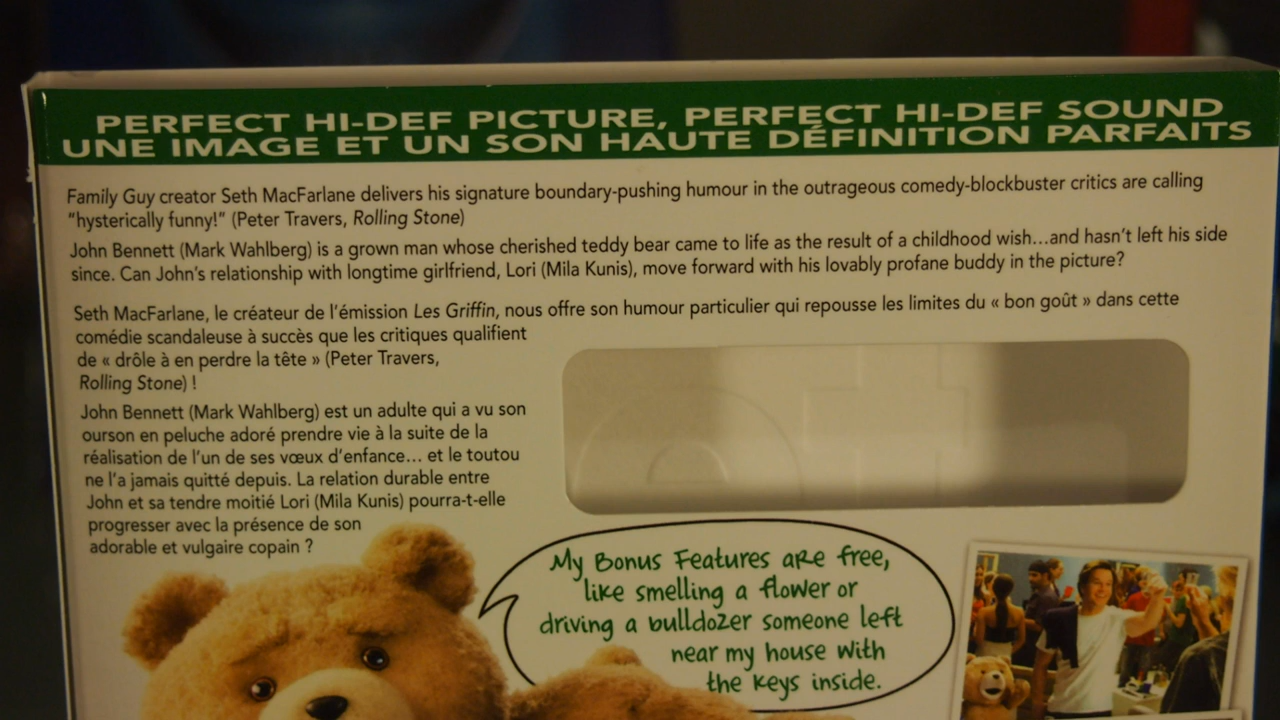 PERFECT HI-DEF PICTURE, PERFECT HI-DEF SOUND
UNE IMAGE ET UN SON HAUTE DÉFINITION PARFAITS
Family Guy creator Seth MacFarlane delivers his signature boundary-pushing humour in the outrageous comedy-blockbuster critics are calling
"hysterically funny!" (Peter Travers, Rolling Stone)
John Bennett (Mark Wahlberg) is a grown man whose cherished teddy bear came to life as the result of a childhood wish...and hasn't left his side
since. Can John's relationship with longtime girlfriend, Lori (Mila Kunis), move forward with his lovably profane buddy in the picture?
Seth MacFarlane, le créateur de l'émission Les Griffin, nous offre son humour particulier qui repousse les limites du « bon goût » dans cette
comédie scandaleuse à succès que les critiques qualifient
de « drôle à en perdre la tête » (Peter Travers,
Rolling Stone) !
John Bennett (Mark Wahlberg) est un adulte qui a vu son
ourson en peluche adoré prendre vie à la suite de la
réalisation de l'un de ses vœux d'enfance... et le toutou
ne l'a jamais quitté depuis. La relation durable entre
John et sa tendre moitié Lori (Mila Kunis) pourra-t-elle
progresser avec la présence de son
adorable et vulgaire copain ?
My Bonus Features are free,
like smelling a flower or
driving a bulldozer someone left
near my house with
the keys inside.